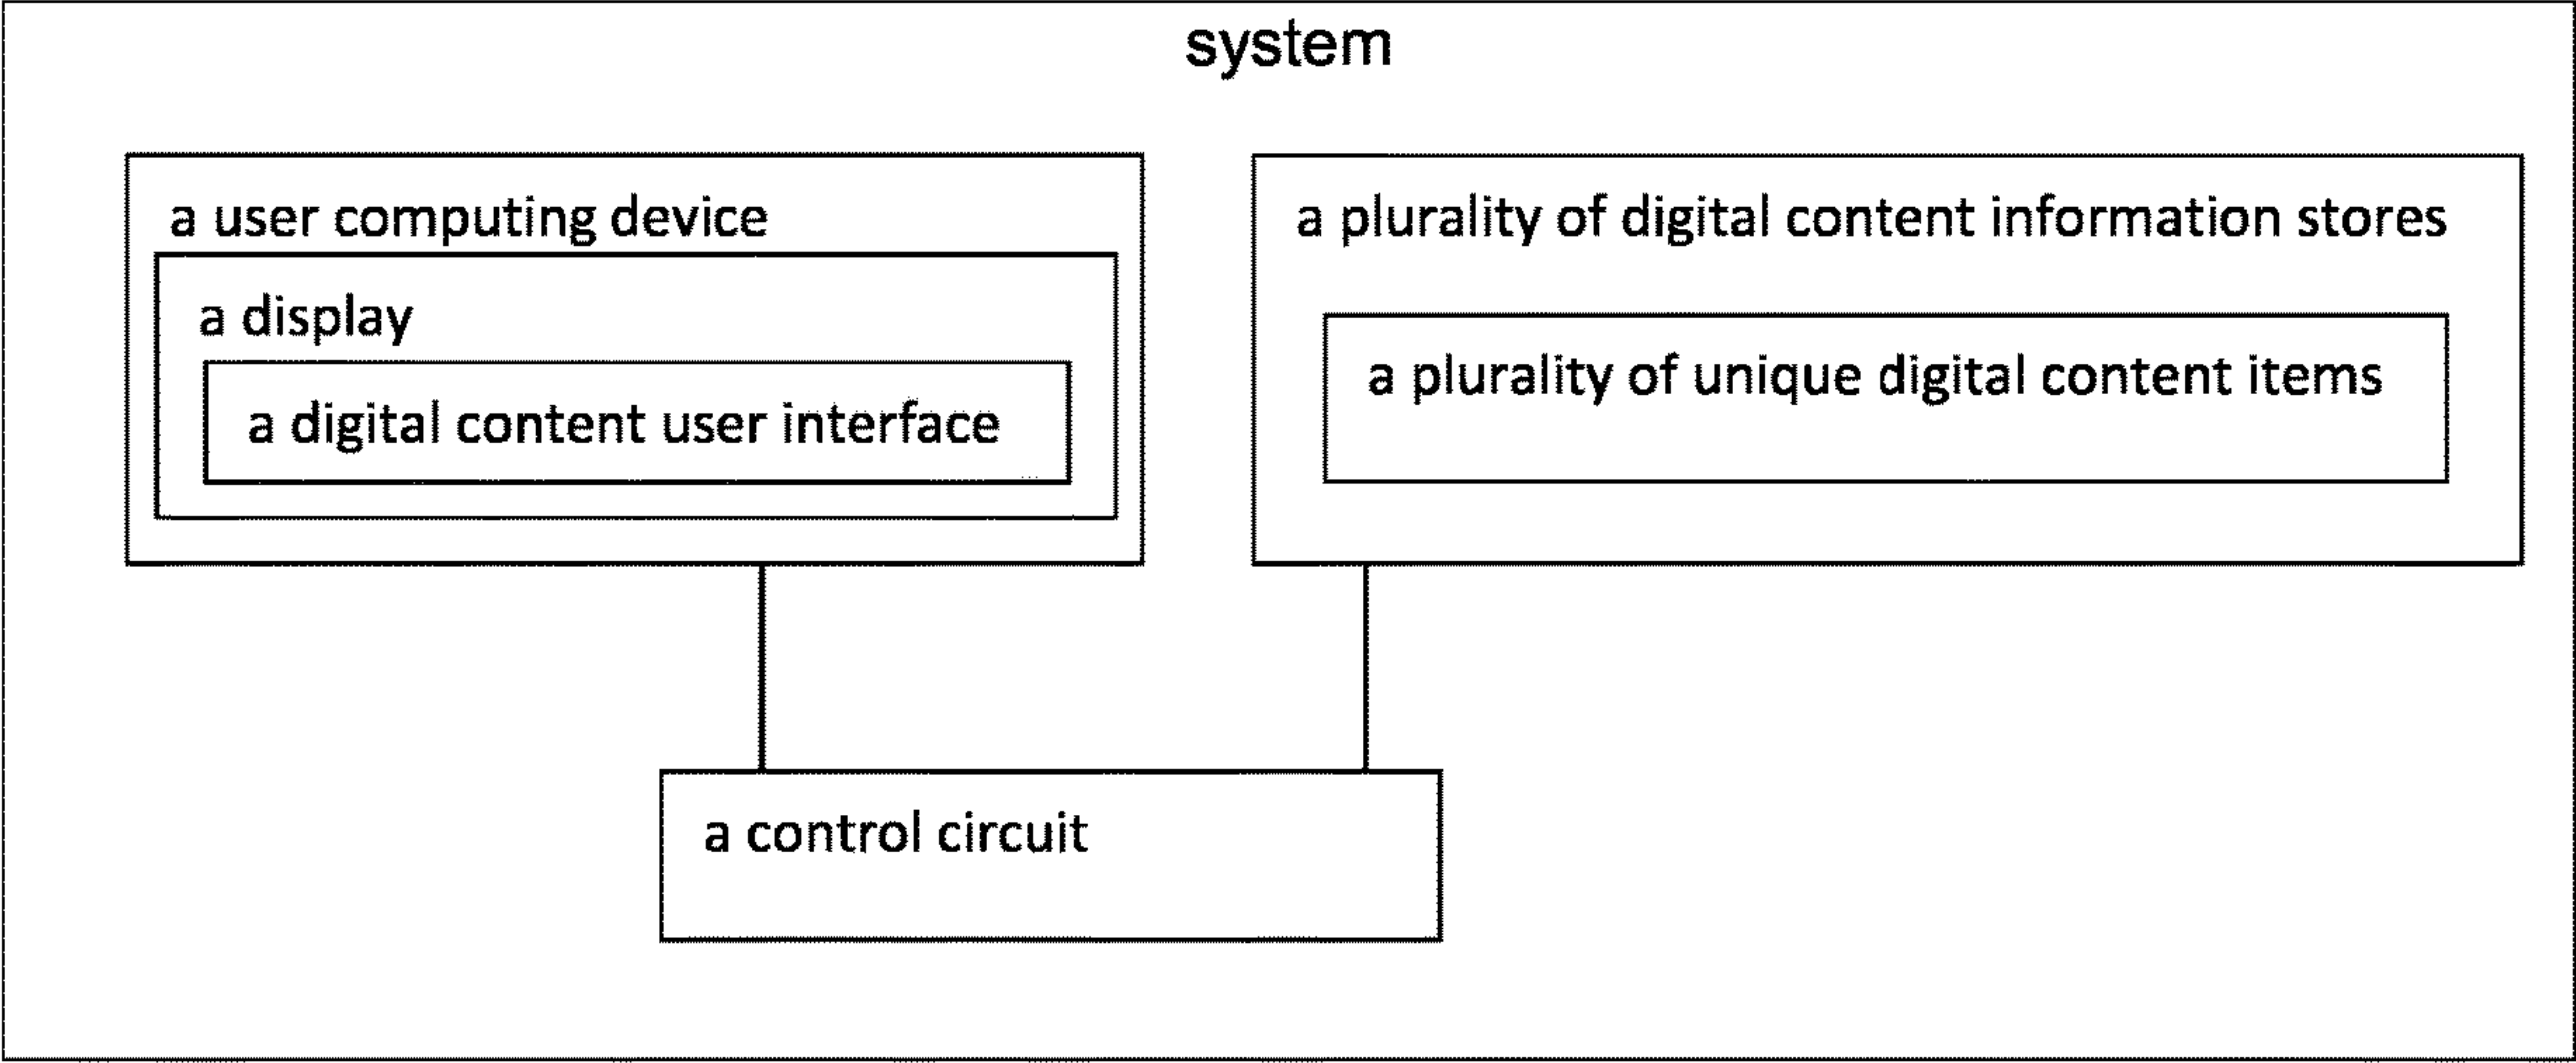 system
a user computing device
a plurality of digital content information stores
a display
a plurality of unique digital content items
a digital content user interface
a control circuit